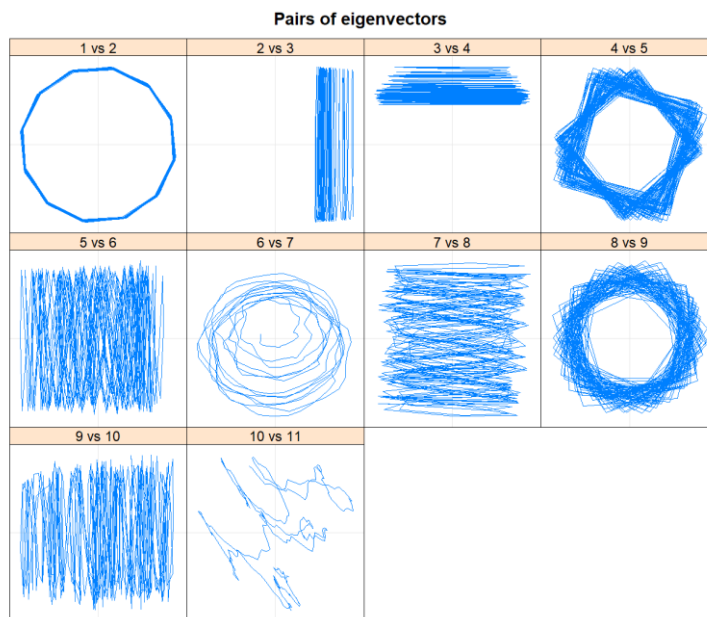 Pairs of eigenvectors
1 vs 2
2 vs 3
3 vs 4
4 vs 5
5 vs 6
6 vs 7
7 vs 8
8 vs 9
9 vs 10
10 vs 11